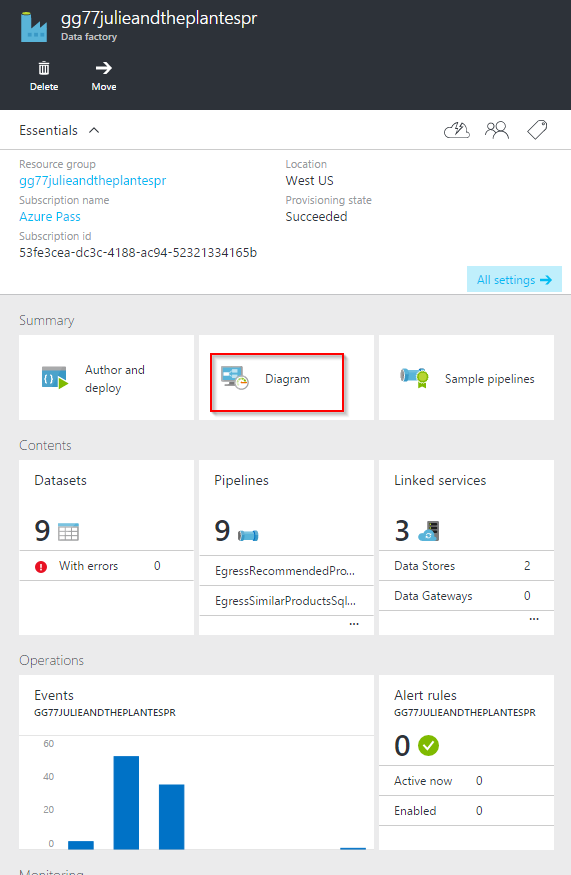 gg77julieandtheplantespr
Data factory
Delete
Move
Essentials
Resource group
gg77julieandtheplantespr
Subscription name
Azure Pass
Subscription id
53fe3cea-dc3c-4188-ac94-52321334165b
Location
West US
Provisioning state
Succeeded
All settings
Summary
Author and
deploy
Diagram
Sample pipelines
Contents
Datasets
9
With errors 0
Pipelines
9
EgressRecommendedPro...
EgressSimilarProductsSql...
...
Linked services
3
Data Stores 2
Data Gateways 0
...
Operations
Events
GG77JULIEANDTHEPLANTESPR
60
40
20
0
Alert rules
GG77JULIEANDTHEPLANTESPR
0
Active now 0
Enabled 0
Monitoring